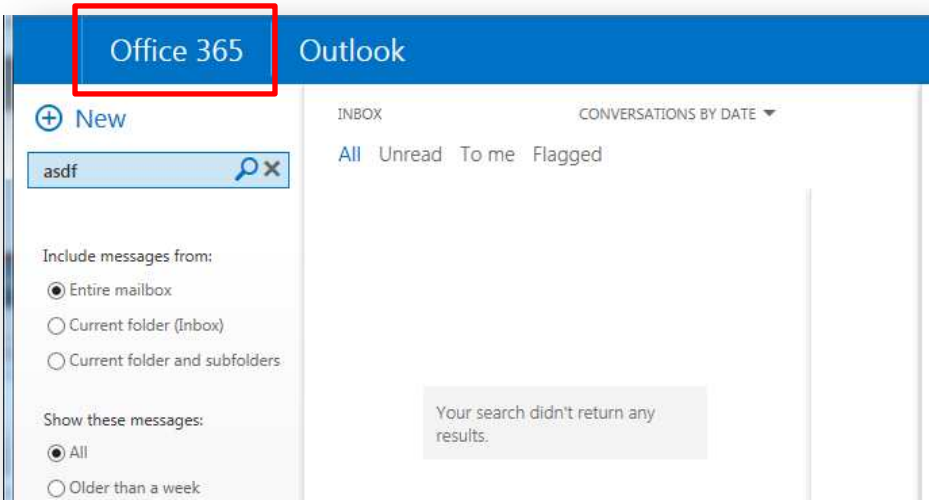 Office 365 Outlook
New
asdf
Include messages from:
Entire mailbox
Current folder (Inbox)
Current folder and subfolders
Show these messages:
All
Older than a week
INBOX CONVERSATIONS BY DATE
All Unread To me Flagged
Your search didn't return any
results.